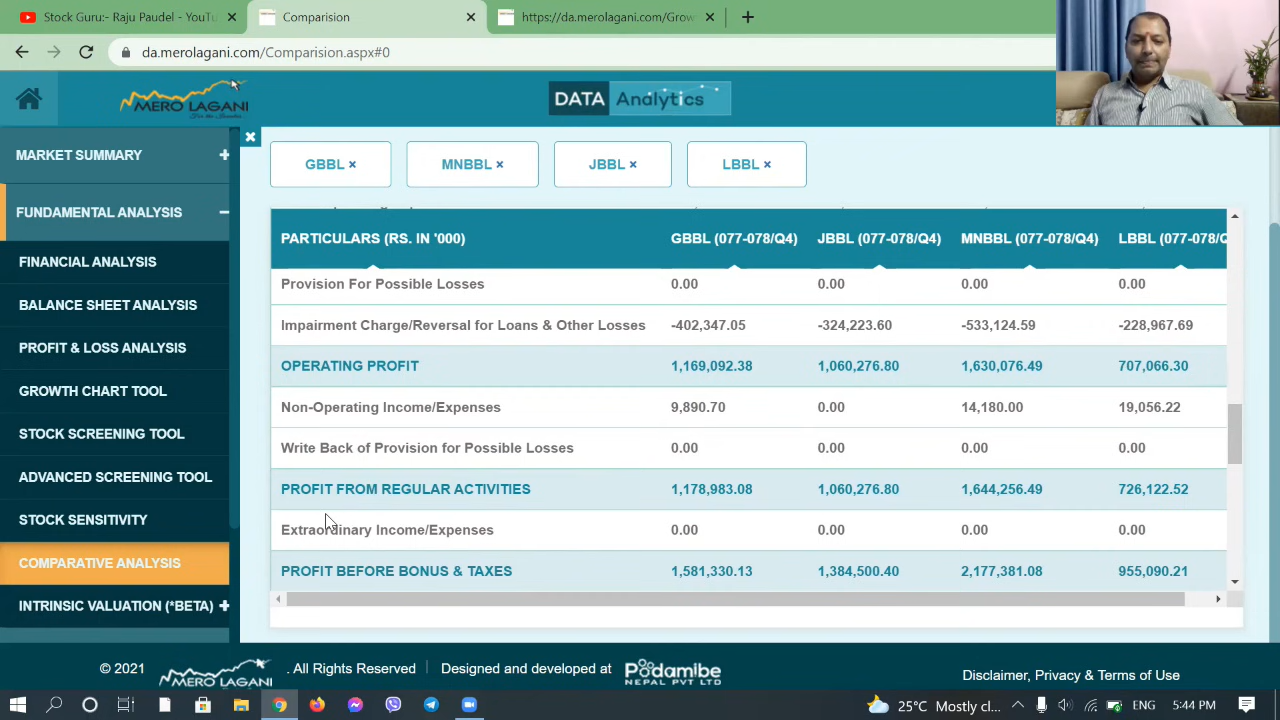 Stock Guru:- Raju Paudel - YouT
Comparision
https://da.merolagani.com/Grow
da.merolagani.com/Comparision.aspx#0
MERO LAGANI
DATA Analytics
MARKET SUMMARY
FUNDAMENTAL ANALYSIS
FINANCIAL ANALYSIS
BALANCE SHEET ANALYSIS
PROFIT & LOSS ANALYSIS
GROWTH CHART TOOL
STOCK SCREENING TOOL
ADVANCED SCREENING TOOL
STOCK SENSITIVITY
COMPARATIVE ANALYSIS
INTRINSIC VALUATION (*BETA)
GBBL × MNBBL × JBBL × LBBL ×
PARTICULARS (RS. IN '000) GBBL (077-078/Q4) JBBL (077-078/Q4) MNBBL (077-078/Q4) LBBL (077-078/Q
Provision For Possible Losses 0.00 0.00 0.00 0.00
Impairment Charge/Reversal for Loans & Other Losses -402,347.05 -324,223.60 -533,124.59 -228,967.69
OPERATING PROFIT 1,169,092.38 1,060,276.80 1,630,076.49 707,066.30
Non-Operating Income/Expenses 9,890.70 0.00 14,180.00 19,056.22
Write Back of Provision for Possible Losses 0.00 0.00 0.00 0.00
PROFIT FROM REGULAR ACTIVITIES 1,178,983.08 1,060,276.80 1,644,256.49 726,122.52
Extraordinary Income/Expenses 0.00 0.00 0.00 0.00
PROFIT BEFORE BONUS & TAXES 1,581,330.13 1,384,500.40 2,177,381.08 955,090.21
© 2021 MERO LAGANI . All Rights Reserved | Designed and developed at Podamibe NEPAL PVT LTD
Disclaimer, Privacy & Terms of Use
25°C Mostly cl... 5:44 PM